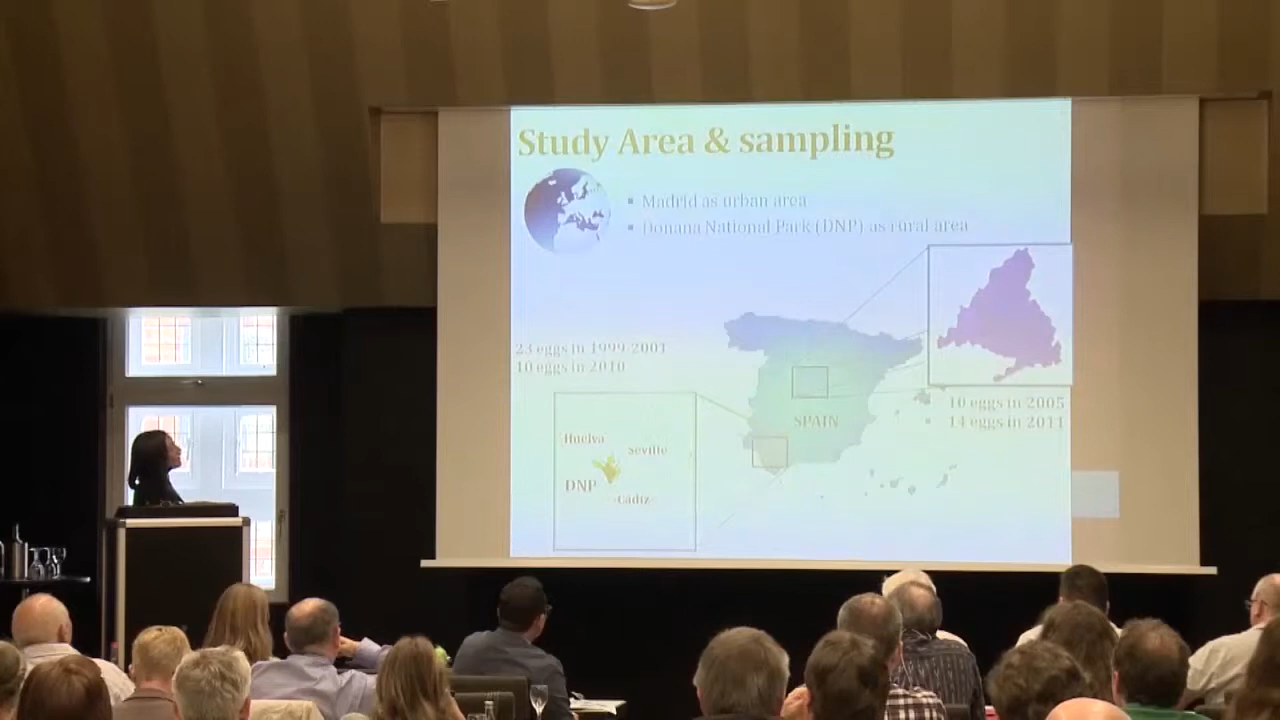 Study Area & sampling
▪ Madrid as urban area
▪ Donana National Park (DNP) as rural area
23 eggs in 1999-2001
10 eggs in 2010
▪ 10 eggs in 2005
▪ 14 eggs in 2011
SPAIN
Huelva
Seville
DNP
Cádiz